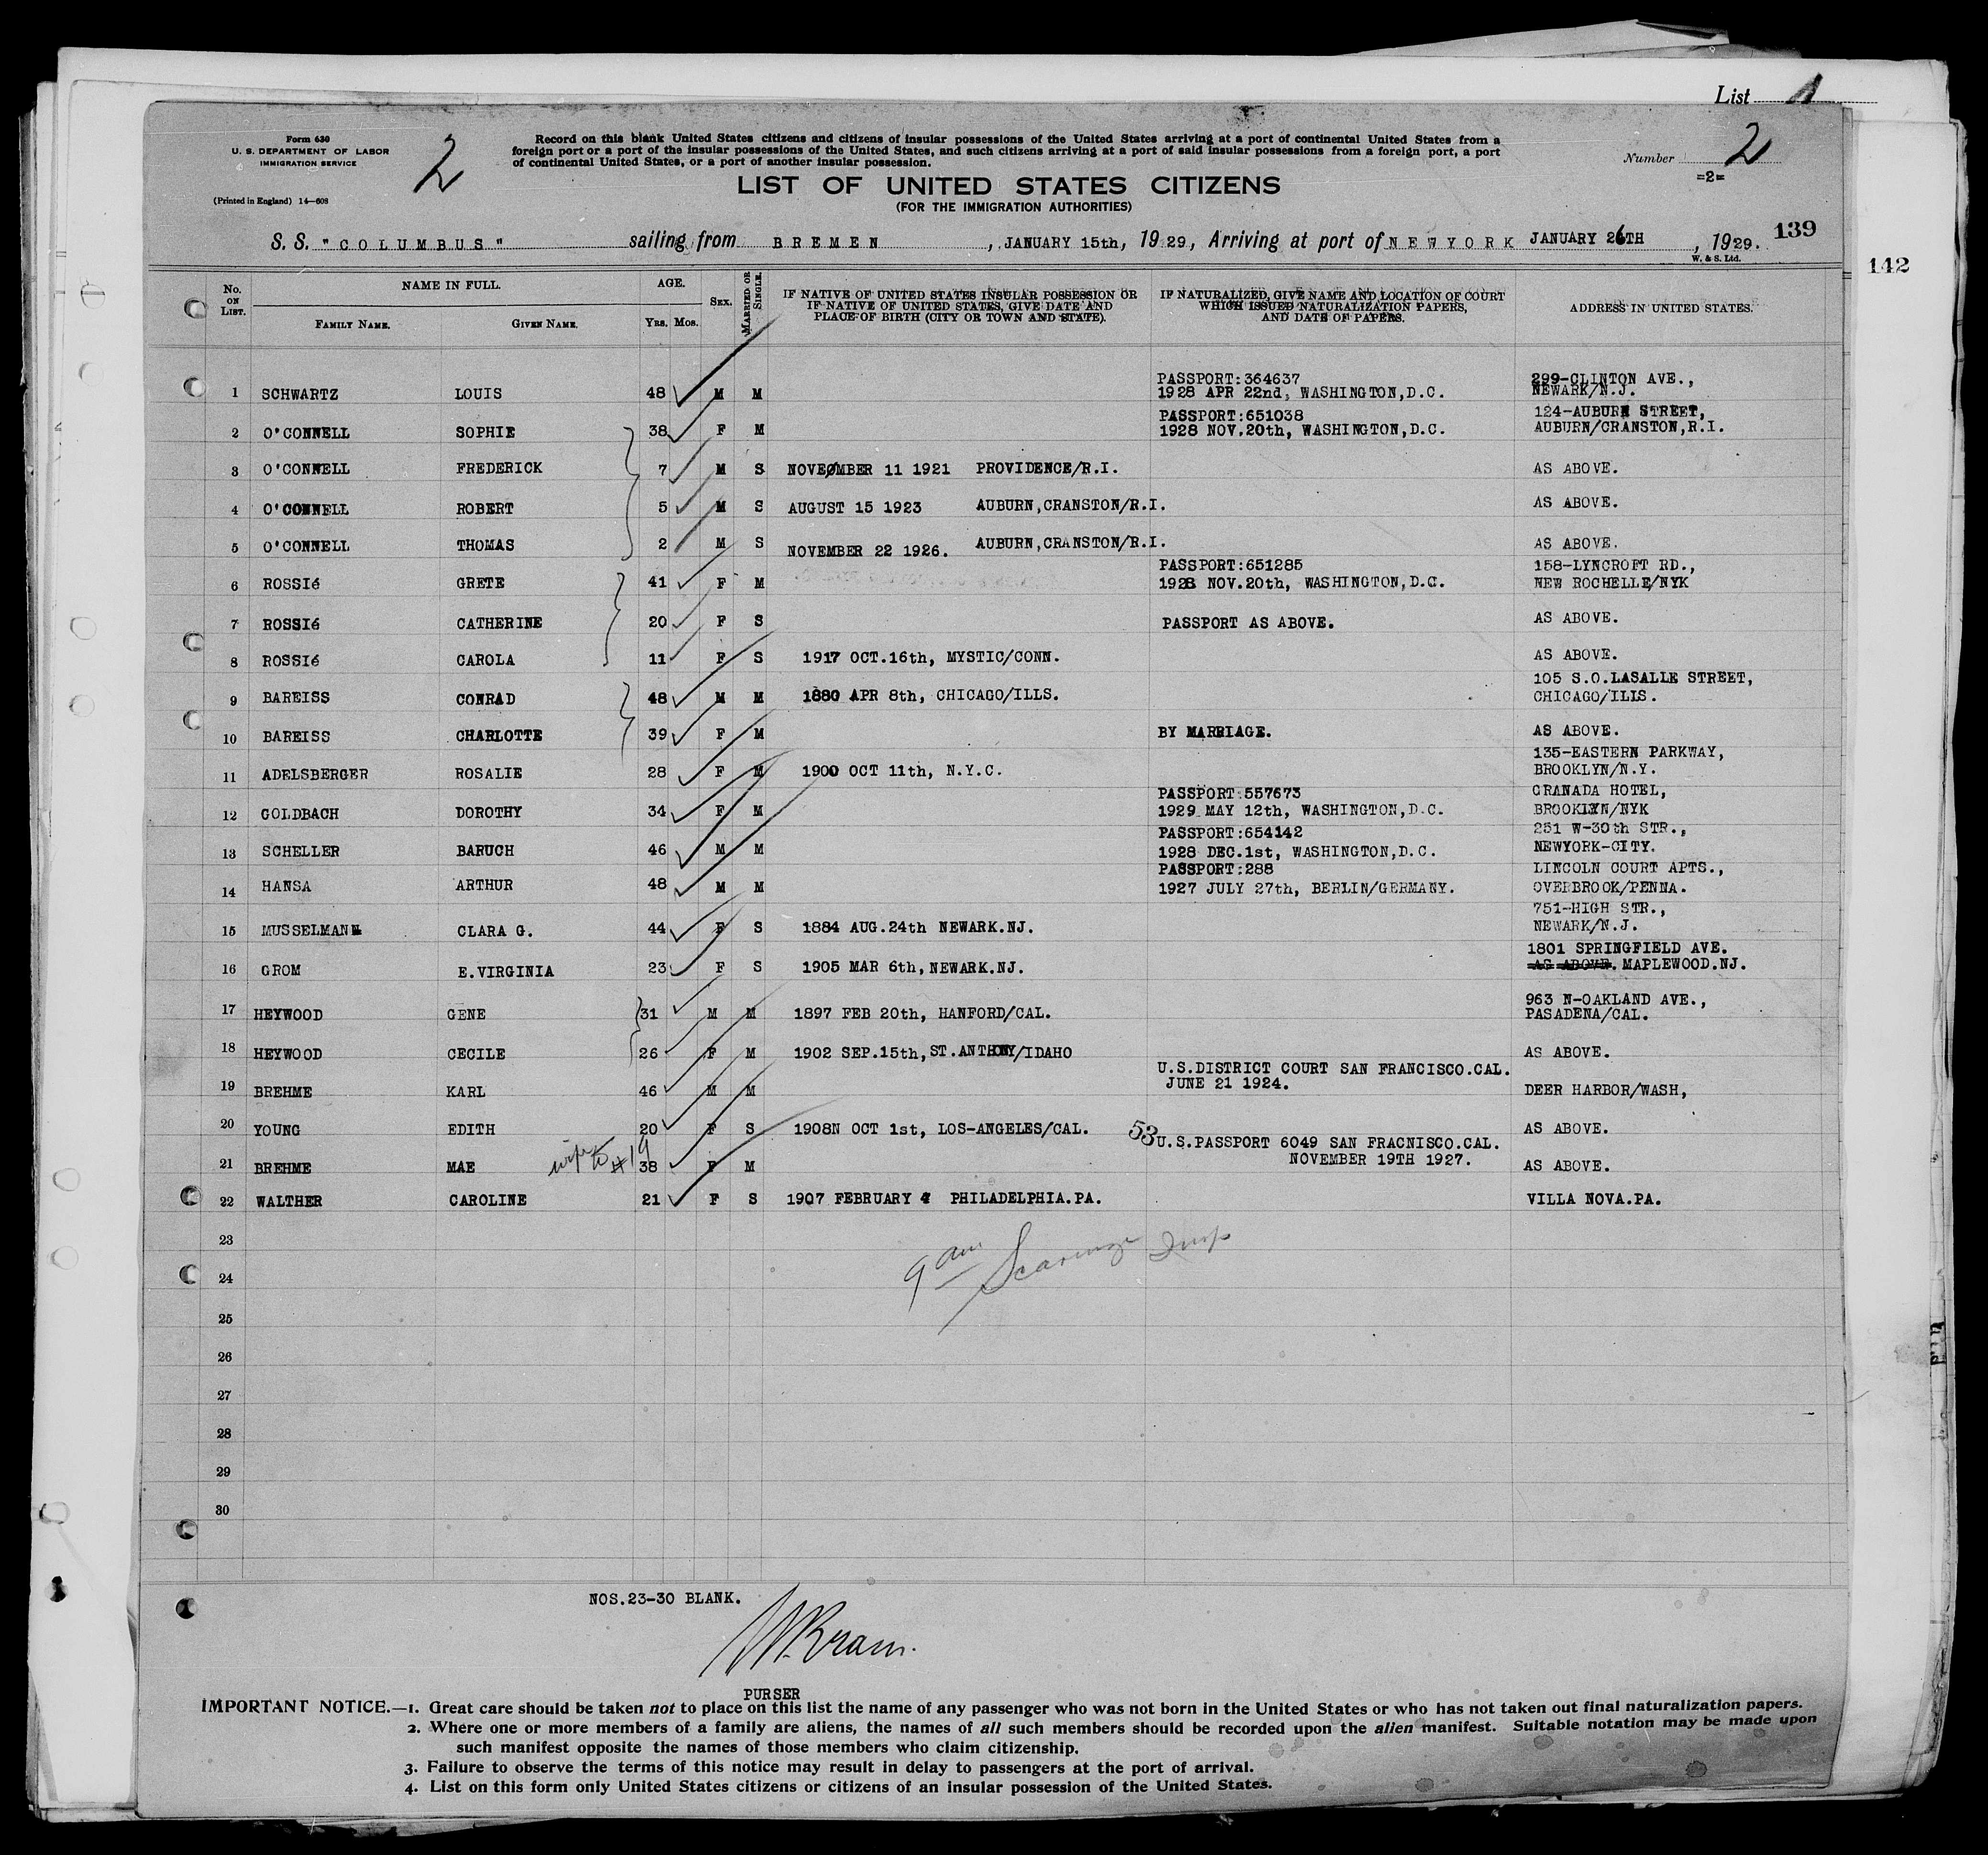 List 1
Form 630
U. S. DEPARTMENT OF LABOR
IMMIGRATION SERVICE
(Printed in England) 14—608
2
Record on this blank United States citizens and citizens of insular possessions of the United States arriving at a port of continental United States from a
foreign port or a port of the insular possessions of the United States, and such citizens arriving at a port of said insular possessions from a foreign port, a port
of continental United States, or a port of another insular possession.
Number 2
=2=
LIST OF UNITED STATES CITIZENS
(FOR THE IMMIGRATION AUTHORITIES)
S. S. "COLUMBUS" sailing from BREMEN, JANUARY 15th, 1929, Arriving at port of NEWYORK JANUARY 26TH, 1929. 139
W. & S. Ltd.
142
No. ON LIST. NAME IN FULL. FAMILY NAME. GIVEN NAME. AGE. Yrs. Mos. SEX. MARRIED OR SINGLE. IF NATIVE OF UNITED STATES INSULAR POSSESSION OR IF NATIVE OF UNITED STATES, GIVE DATE AND PLACE OF BIRTH (CITY OR TOWN AND STATE). IF NATURALIZED, GIVE NAME AND LOCATION OF COURT WHICH ISSUED NATURALIZATION PAPERS, AND DATE OF PAPERS. ADDRESS IN UNITED STATES.
1 SCHWARTZ LOUIS 48 M M PASSPORT:364637 1928 APR 22nd, WASHINGTON,D.C. 299-CLINTON AVE., NEWARK/N.J.
2 O'CONNELL SOPHIE 38 F M PASSPORT:651038 1928 NOV.20th, WASHINGTON,D.C. 124-AUBURN STREET, AUBURN/CRANSTON,R.I.
3 O'CONNELL FREDERICK 7 M S NOVEØMBER 11 1921 PROVIDENCE/R.I. AS ABOVE.
4 O'CONNELL ROBERT 5 M S AUGUST 15 1923 AUBURN,CRANSTON/R.I. AS ABOVE.
5 O'CONNELL THOMAS 2 M S NOVEMBER 22 1926. AUBURN,CRANSTON/R.I. AS ABOVE.
6 ROSSIé GRETE 41 F M PASSPORT:651285 1928 NOV.20th, WASHINGTON,D.C. 158-LYNCROFT RD., NEW ROCHELLE/NYK
7 ROSSIé CATHERINE 20 F S PASSPORT AS ABOVE. AS ABOVE.
8 ROSSIé CAROLA 11 F S 1917 OCT.16th, MYSTIC/CONN. AS ABOVE.
9 BAREISS CONRAD 48 M M 1880 APR 8th, CHICAGO/ILLS. 105 S.O.LASALLE STREET, CHICAGO/ILLS.
10 BAREISS CHARLOTTE 39 F M BY MARRIAGE. AS ABOVE.
11 ADELSBERGER ROSALIE 28 F M 1900 OCT 11th, N.Y.C. 135-EASTERN PARKWAY, BROOKLYN/N.Y.
12 GOLDBACH DOROTHY 34 F M PASSPORT:557673 1929 MAY 12th, WASHINGTON,D.C. GRANADA HOTEL, BROOKLYN/NYK
13 SCHELLER BARUCH 46 M M PASSPORT:654142 1928 DEC.1st, WASHINGTON,D.C. 251 W-30th STR., NEWYORK-CITY.
14 HANSA ARTHUR 48 M M PASSPORT:288 1927 JULY 27th, BERLIN/GERMANY. LINCOLN COURT APTS., OVERBROOK/PENNA.
15 MUSSELMANN CLARA G. 44 F S 1884 AUG.24th NEWARK.NJ. 751-HIGH STR., NEWARK/N.J.
16 GROM E.VIRGINIA 23 F S 1905 MAR 6th, NEWARK.NJ. 1801 SPRINGFIELD AVE. AS ABOVE. MAPLEWOOD.NJ.
17 HEYWOOD GENE 31 M M 1897 FEB 20th, HANFORD/CAL. 963 N-OAKLAND AVE., PASADENA/CAL.
18 HEYWOOD CECILE 26 F M 1902 SEP.15th, ST.ANTHONY/IDAHO AS ABOVE.
19 BREHME KARL 46 M M U.S.DISTRICT COURT SAN FRANCISCO.CAL. JUNE 21 1924. DEER HARBOR/WASH,
20 YOUNG EDITH 20 F S 1908N OCT 1st, LOS-ANGELES/CAL. AS ABOVE.
21 BREHME MAE wife to #19 38 F M 53 U.S.PASSPORT 6049 SAN FRACNISCO.CAL. NOVEMBER 19TH 1927. AS ABOVE.
22 WALTHER CAROLINE 21 F S 1907 FEBRUARY 4 PHILADELPHIA.PA. VILLA NOVA.PA.
23
9 am Insp
24
25
26
27
28
29
30
NOS.23-30 BLANK.
PURSER
IMPORTANT NOTICE.—1. Great care should be taken not to place on this list the name of any passenger who was not born in the United States or who has not taken out final naturalization papers.
2. Where one or more members of a family are aliens, the names of all such members should be recorded upon the alien manifest. Suitable notation may be made upon
such manifest opposite the names of those members who claim citizenship.
3. Failure to observe the terms of this notice may result in delay to passengers at the port of arrival.
4. List on this form only United States citizens or citizens of an insular possession of the United States.